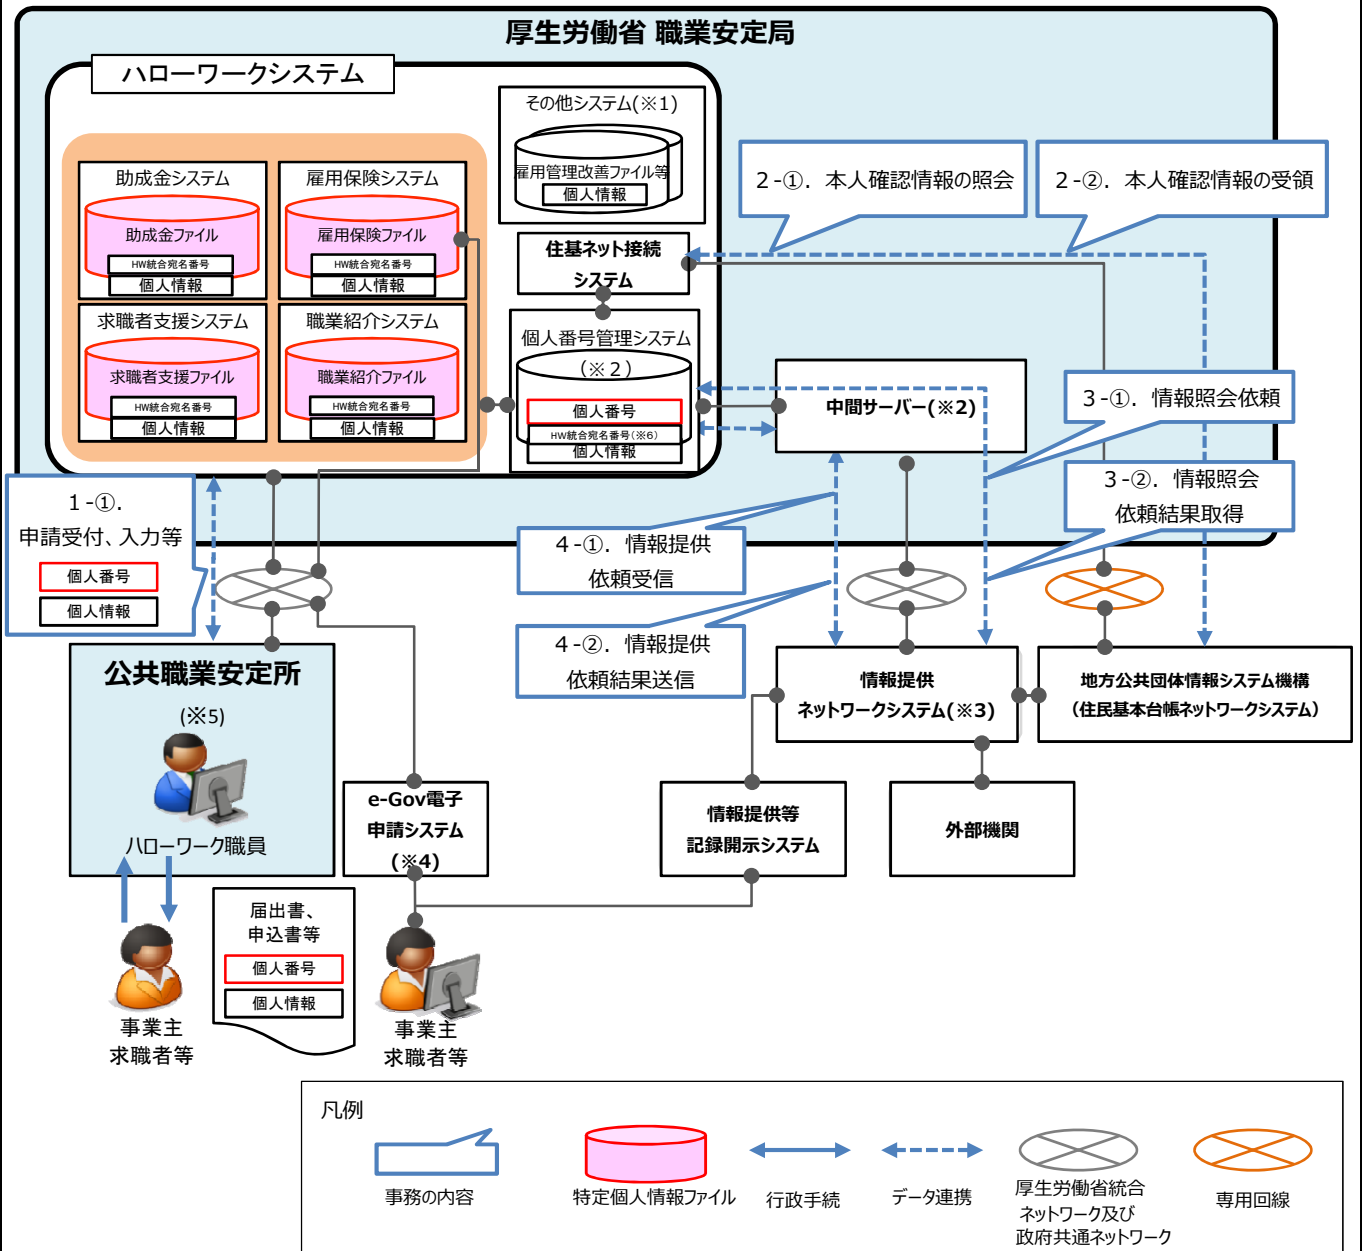 厚生労働省 職業安定局
ハローワークシステム
その他システム(※1)
雇用管理改善ファイル等
個人情報
助成金システム
助成金ファイル
HW統合宛名番号
個人情報
雇用保険システム
雇用保険ファイル
HW統合宛名番号
個人情報
求職者支援システム
求職者支援ファイル
HW統合宛名番号
個人情報
職業紹介システム
職業紹介ファイル
HW統合宛名番号
個人情報
住基ネット接続
システム
個人番号管理システム
(※2)
個人番号
HW統合宛名番号(※6)
個人情報
2-①. 本人確認情報の照会
2-②. 本人確認情報の受領
中間サーバー(※2)
3-①. 情報照会依頼
3-②. 情報照会
依頼結果取得
1-①.
申請受付、入力等
個人番号
個人情報
4-①. 情報提供
依頼受信
4-②. 情報提供
依頼結果送信
公共職業安定所
(※5)
ハローワーク職員
情報提供
ネットワークシステム(※3)
地方公共団体情報システム機構
(住民基本台帳ネットワークシステム)
e-Gov電子
申請システム
(※4)
情報提供等
記録開示システム
外部機関
届出書、
申込書等
個人番号
個人情報
事業主
求職者等
事業主
求職者等
凡例
事務の内容
特定個人情報ファイル
行政手続
データ連携
厚生労働省統合
ネットワーク及び
政府共通ネットワーク
専用回線